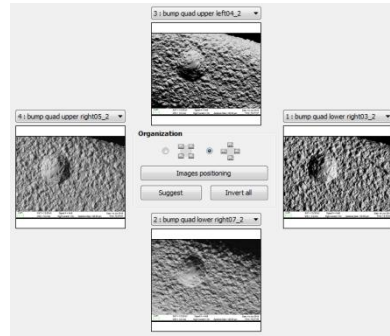 3 : bump quad upper left04_2
4 : bump quad upper right05_2
1 : bump quad lower right03_2
Organization
Images positioning
Suggest
Invert all
2 : bump quad lower right07_2